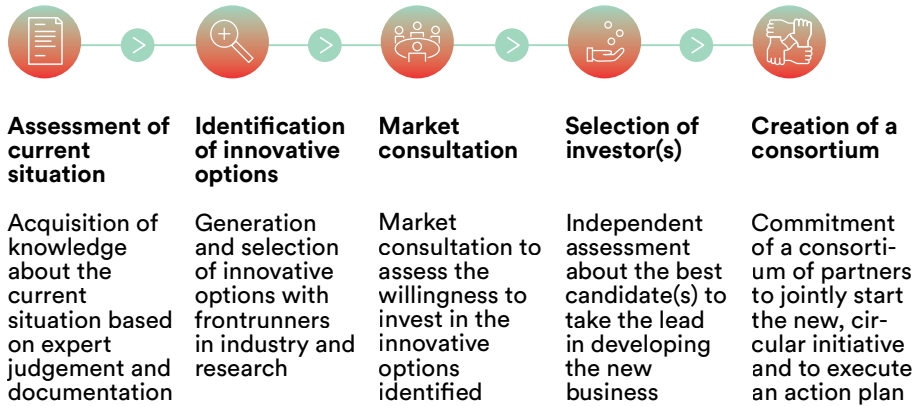 Assessment of
current
situation
Acquisition of
knowledge
about the
current
situation based
on expert
judgement and
documentation
Identification
of innovative
options
Generation
and selection
of innovative
options with
frontrunners
in industry and
research
Market
consultation
Market
consultation to
assess the
willingness to
invest in the
innovative
options
identified
Selection of
investor(s)
Independent
assessment
about the best
candidate(s) to
take the lead
in developing
the new
business
Creation of a
consortium
Commitment
of a consorti-
um of partners
to jointly start
the new, cir-
cular initiative
and to execute
an action plan